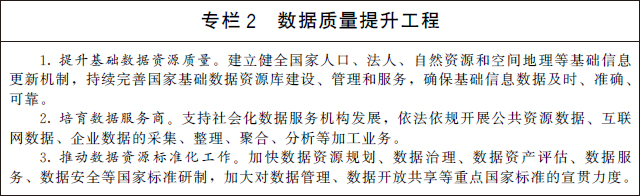 专栏2 数据质量提升工程
1. 提升基础数据资源质量。建立健全国家人口、法人、自然资源和空间地理等基础信息
更新机制，持续完善国家基础数据资源库建设、管理和服务，确保基础信息数据及时、准确、
可靠。
2. 培育数据服务商。支持社会化数据服务机构发展，依法依规开展公共资源数据、互联
网数据、企业数据的采集、整理、聚合、分析等加工业务。
3. 推动数据资源标准化工作。加快数据资源规划、数据治理、数据资产评估、数据服
务、数据安全等国家标准研制，加大对数据管理、数据开放共享等重点国家标准的宣贯力度。